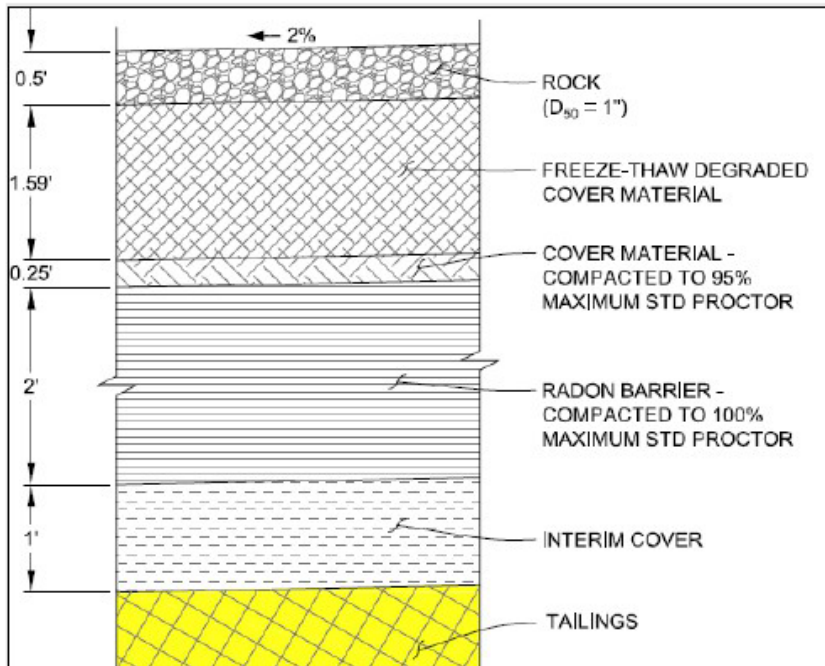 2%
0.5'
ROCK
(D50 = 1")
1.59'
FREEZE-THAW DEGRADED
COVER MATERIAL
0.25'
COVER MATERIAL -
COMPACTED TO 95%
MAXIMUM STD PROCTOR
2'
RADON BARRIER -
COMPACTED TO 100%
MAXIMUM STD PROCTOR
1'
INTERIM COVER
TAILINGS